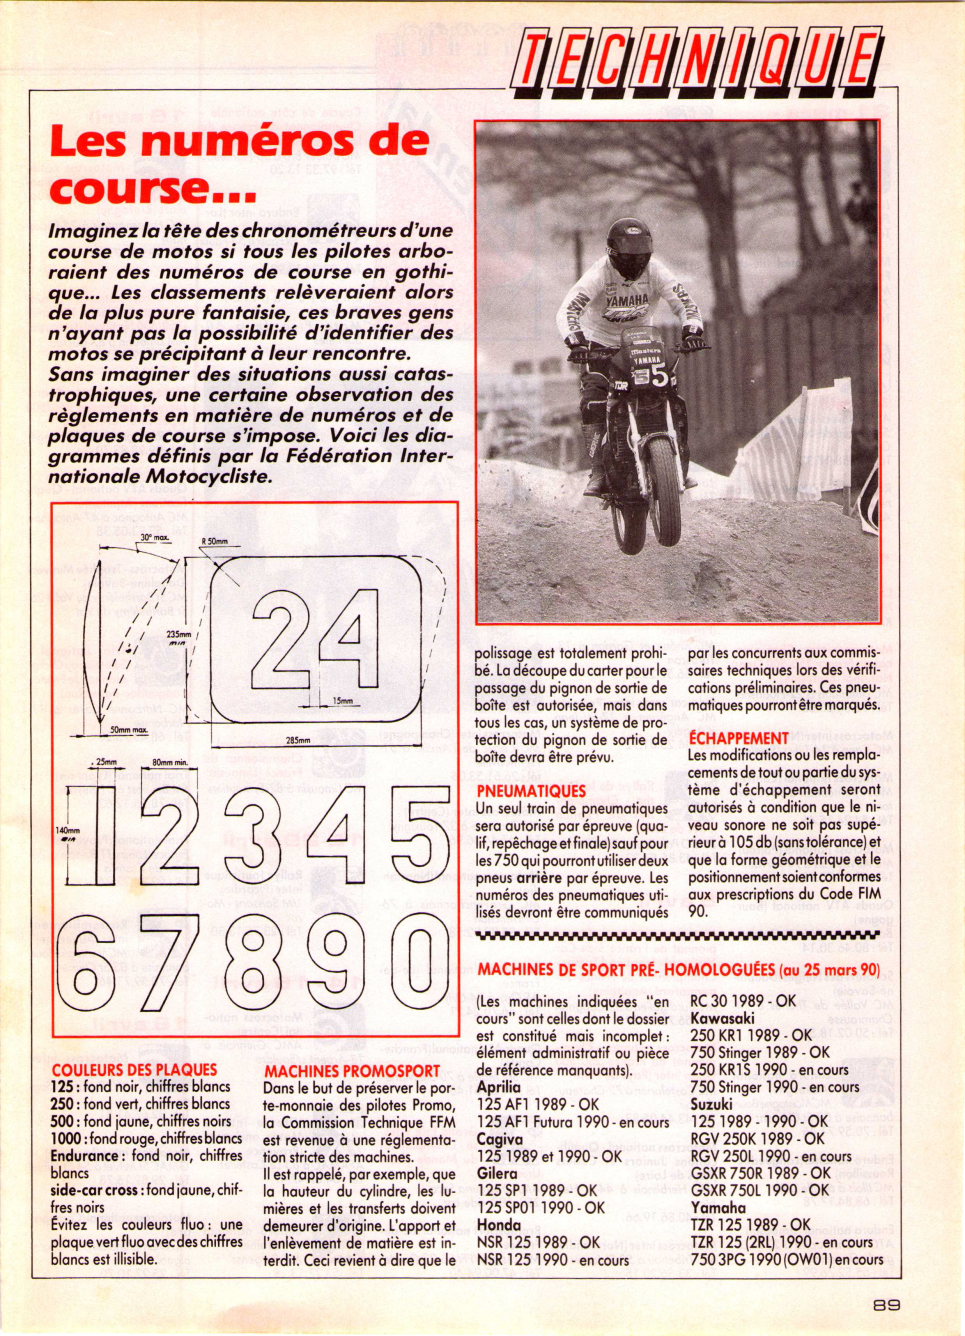 TECHNIQUE
Les numéros de
course...
Imaginez la tête des chronométreurs d'une
course de motos si tous les pilotes arbo-
raient des numéros de course en gothi-
que... Les classements relèveraient alors
de la plus pure fantaisie, ces braves gens
n'ayant pas la possibilité d'identifier des
motos se précipitant à leur rencontre.
Sans imaginer des situations aussi catas-
trophiques, une certaine observation des
règlements en matière de numéros et de
plaques de course s'impose. Voici les dia-
grammes définis par la Fédération Inter-
nationale Motocycliste.
30° max.
R 50mm
24
235mm
min
15mm
50mm max.
285mm
25mm
80mm min.
140mm
min
12345
67890
YAMAHA
YAMAHA
5
TDR
COULEURS DES PLAQUES
125 : fond noir, chiffres blancs
250 : fond vert, chiffres blancs
500 : fond jaune, chiffres noirs
1000 : fond rouge, chiffres blancs
Endurance : fond noir, chiffres
blancs
side-car cross : fond jaune, chif-
fres noirs
Évitez les couleurs fluo : une
plaque vert fluo avec des chiffres
blancs est illisible.
MACHINES PROMOSPORT
Dans le but de préserver le por-
te-monnaie des pilotes Promo,
la Commission Technique FFM
est revenue à une réglementa-
tion stricte des machines.
Il est rappelé, par exemple, que
la hauteur du cylindre, les lu-
mières et les transferts doivent
demeurer d'origine. L'apport et
l'enlèvement de matière est in-
terdit. Ceci revient à dire que le
polissage est totalement prohi-
bé. La découpe du carter pour le
passage du pignon de sortie de
boîte est autorisée, mais dans
tous les cas, un système de pro-
tection du pignon de sortie de
boîte devra être prévu.
PNEUMATIQUES
Un seul train de pneumatiques
sera autorisé par épreuve (qua-
lif, repêchage et finale) sauf pour
les 750 qui pourront utiliser deux
pneus arrière par épreuve. Les
numéros des pneumatiques uti-
lisés devront être communiqués
par les concurrents aux commis-
saires techniques lors des vérifi-
cations préliminaires. Ces pneu-
matiques pourront être marqués.
ÉCHAPPEMENT
Les modifications ou les rempla-
cements de tout ou partie du sys-
tème d'échappement seront
autorisés à condition que le ni-
veau sonore ne soit pas supé-
rieur à 105 db (sans tolérance) et
que la forme géométrique et le
positionnement soient conformes
aux prescriptions du Code FIM
90.
MACHINES DE SPORT PRÉ- HOMOLOGUÉES (au 25 mars 90)
(Les machines indiquées "en
cours" sont celles dont le dossier
est constitué mais incomplet :
élément administratif ou pièce
de référence manquants).
Aprilia
125 AF1 1989 - OK
125 AF1 Futura 1990 - en cours
Cagiva
125 1989 et 1990 - OK
Gilera
125 SP1 1989 - OK
125 SP01 1990 - OK
Honda
NSR 125 1989 - OK
NSR 125 1990 - en cours
RC 30 1989 - OK
Kawasaki
250 KR1 1989 - OK
750 Stinger 1989 - OK
250 KR1S 1990 - en cours
750 Stinger 1990 - en cours
Suzuki
125 1989 - 1990 - OK
RGV 250K 1989 - OK
RGV 250L 1990 - en cours
GSXR 750R 1989 - OK
GSXR 750L 1990 - OK
Yamaha
TZR 125 1989 - OK
TZR 125 (2RL) 1990 - en cours
750 3PG 1990 (OW01) en cours
89